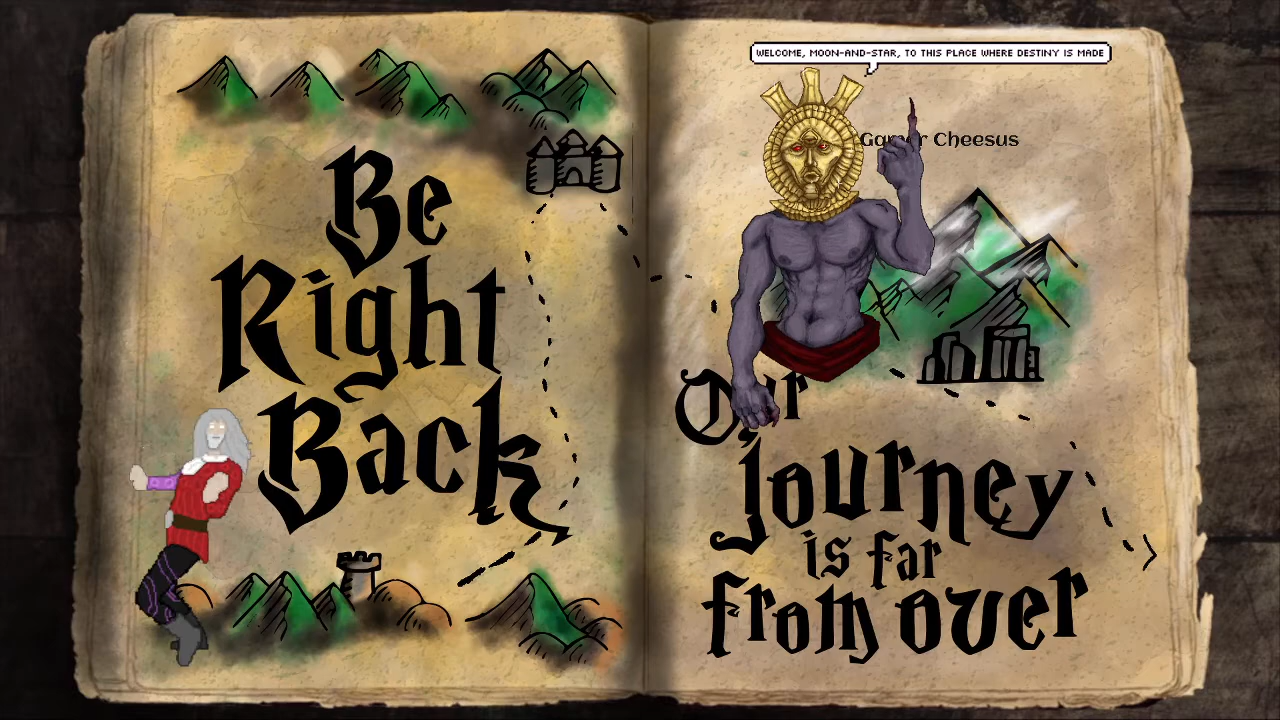 Be
Right
Back
WELCOME, MOON-AND-STAR, TO THIS PLACE WHERE DESTINY IS MADE
Gamer Cheesus
Our
Journey
is far
from over